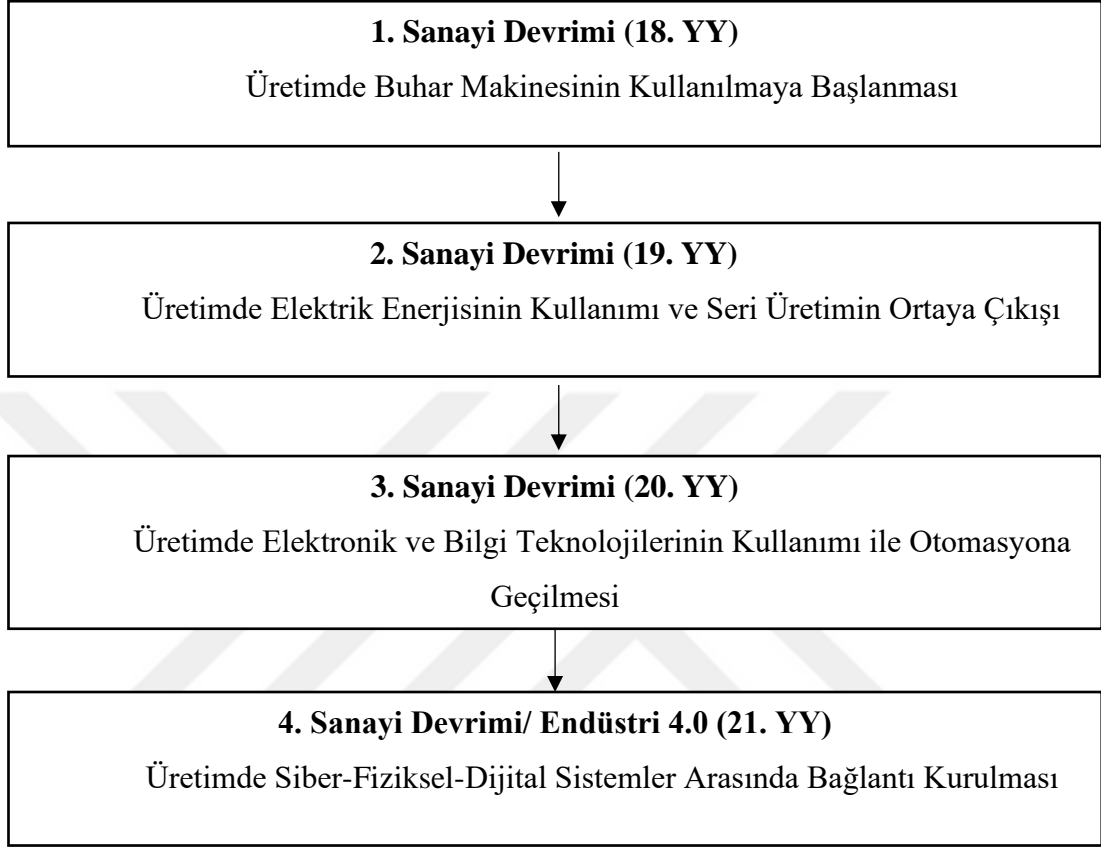 1. Sanayi Devrimi (18. YY)
Üretimde Buhar Makinesinin Kullanılmaya Başlanması
2. Sanayi Devrimi (19. YY)
Üretimde Elektrik Enerjisinin Kullanımı ve Seri Üretimin Ortaya Çıkışı
3. Sanayi Devrimi (20. YY)
Üretimde Elektronik ve Bilgi Teknolojilerinin Kullanımı ile Otomasyona
Geçilmesi
4. Sanayi Devrimi/ Endüstri 4.0 (21. YY)
Üretimde Siber-Fiziksel-Dijital Sistemler Arasında Bağlantı Kurulması